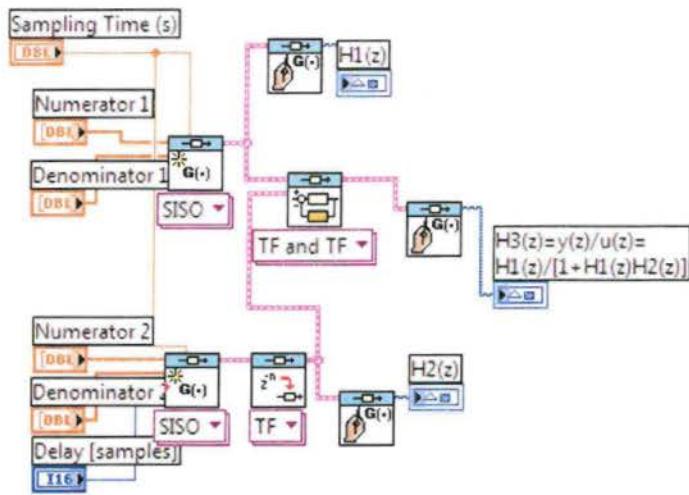 Sampling Time (s)
DBL
H1(z)
G(•)
Numerator 1
[DBL]
Denominator 1
G(•)
[DBL]
SISO
TF and TF
G(•)
H3(z)=y(z)/u(z)=
H1(z)/[1+H1(z)H2(z)]
Numerator 2
[DBL]
H2(z)
Denominator
G(•)
z⁻ⁿ
[DBL]
SISO
TF
G(•)
Delay [samples]
I16